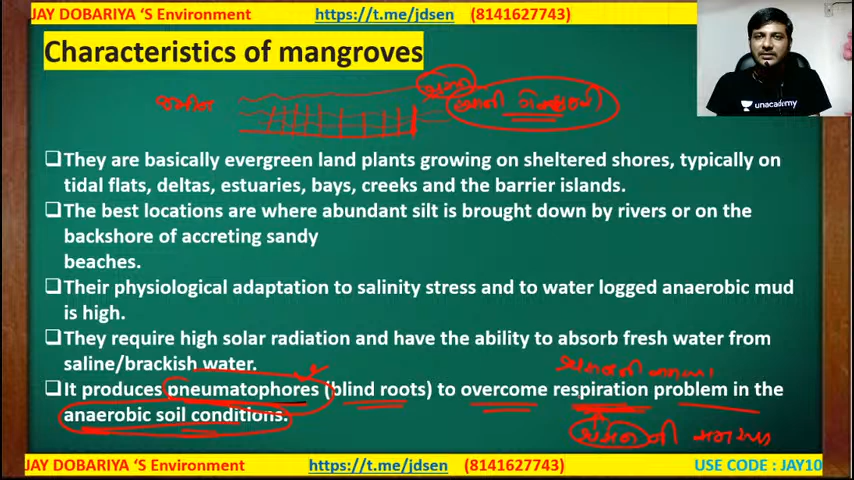 JAY DOBARIYA ‘S Environment https://t.me/jdsen (8141627743)
Characteristics of mangroves
unacademy
જમીન
❑They are basically evergreen land plants growing on sheltered shores, typically on
tidal flats, deltas, estuaries, bays, creeks and the barrier islands.
❑The best locations are where abundant silt is brought down by rivers or on the
backshore of accreting sandy
beaches.
❑Their physiological adaptation to salinity stress and to water logged anaerobic mud
is high.
❑They require high solar radiation and have the ability to absorb fresh water from
saline/brackish water.
❑It produces pneumatophores (blind roots) to overcome respiration problem in the
anaerobic soil conditions.
JAY DOBARIYA ‘S Environment https://t.me/jdsen (8141627743) USE CODE : JAY10